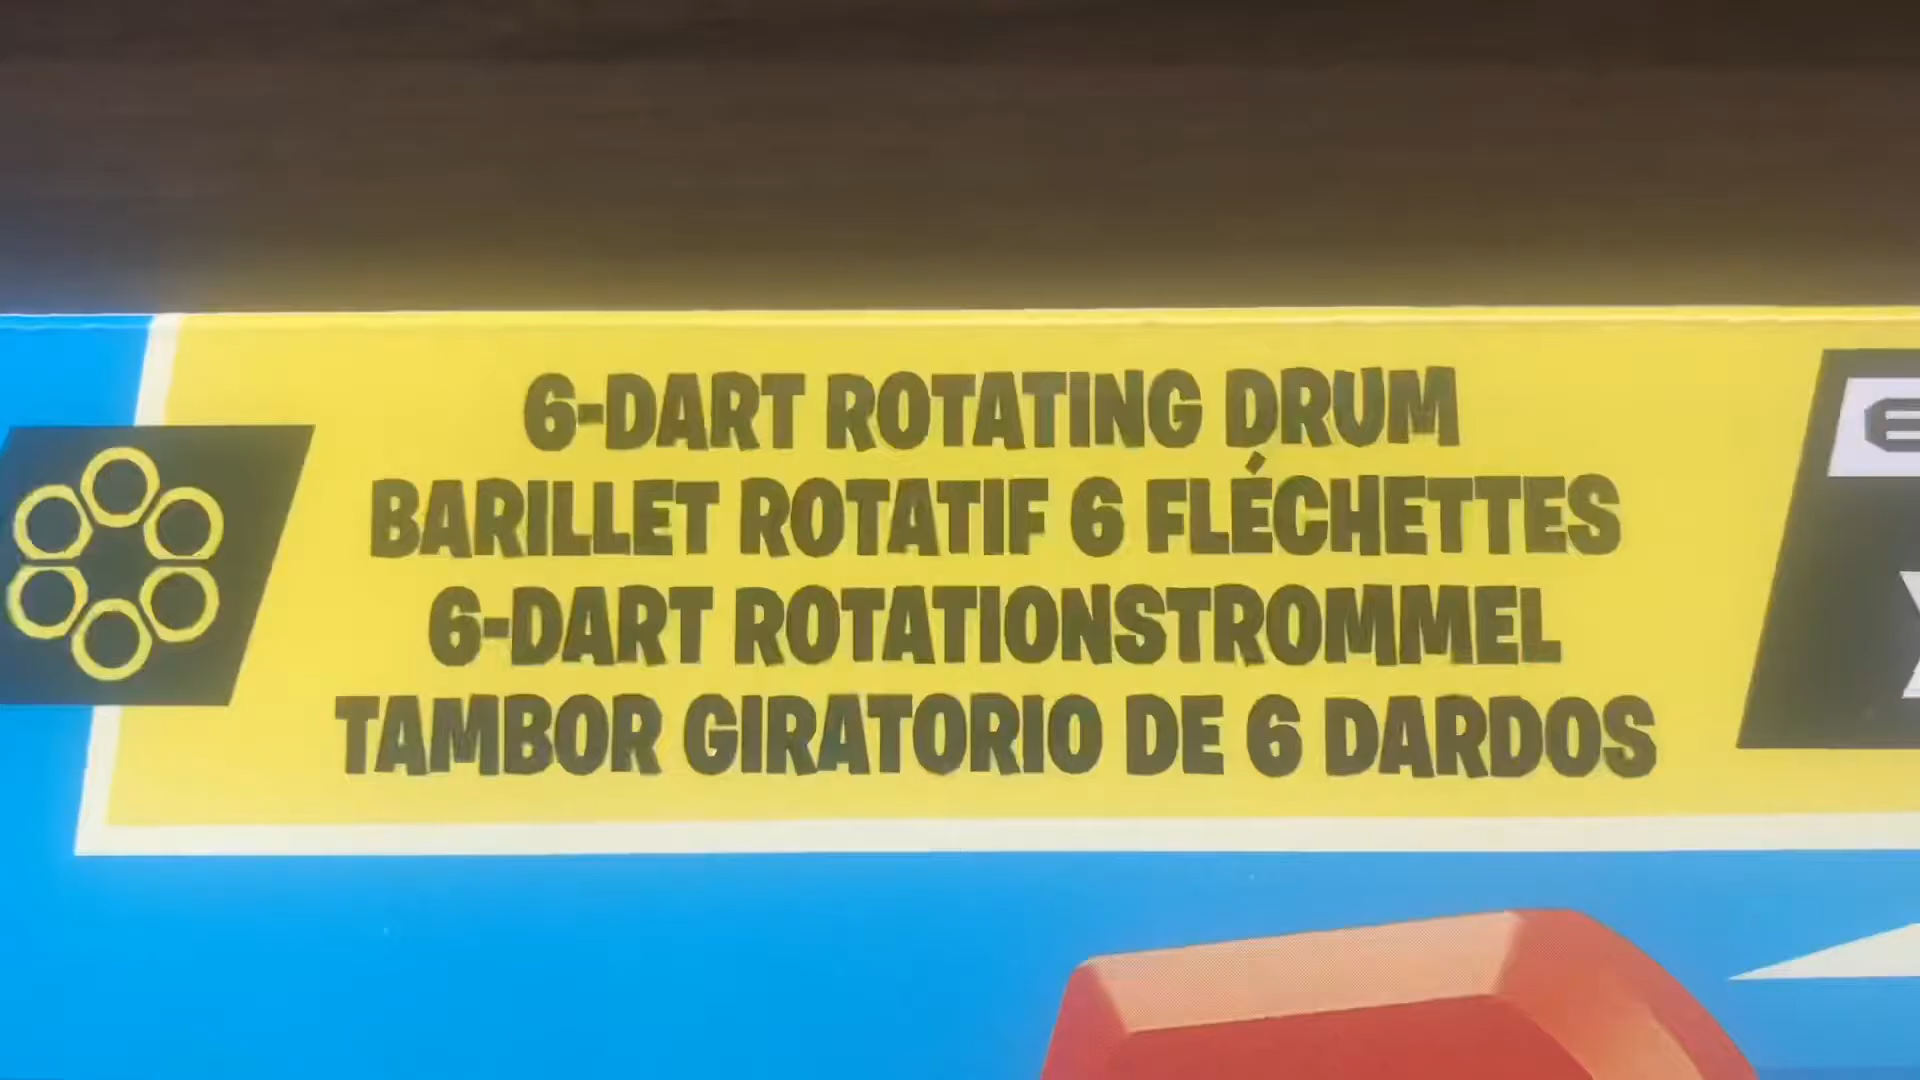 6-DART ROTATING DRUM
BARILLET ROTATIF 6 FLÉCHETTES
6-DART ROTATIONSTROMMEL
TAMBOR GIRATORIO DE 6 DARDOS